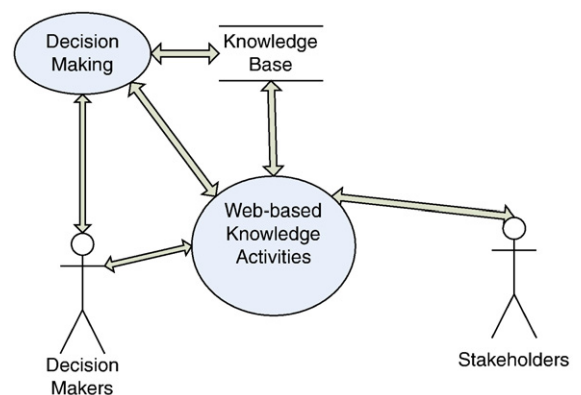 Decision
Making
Knowledge
Base
Web-based
Knowledge
Activities
Decision
Makers
Stakeholders